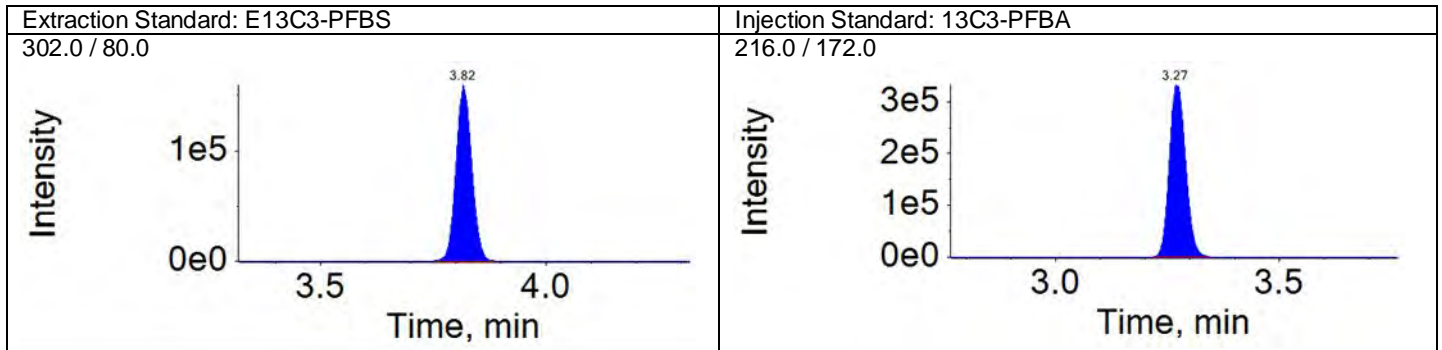 Extraction Standard: E13C3-PFBS
302.0 / 80.0
3.82
Intensity
1e5
0e0
3.5 4.0
Time, min
Injection Standard: 13C3-PFBA
216.0 / 172.0
3.27
Intensity
3e5
2e5
1e5
0e0
3.0 3.5
Time, min